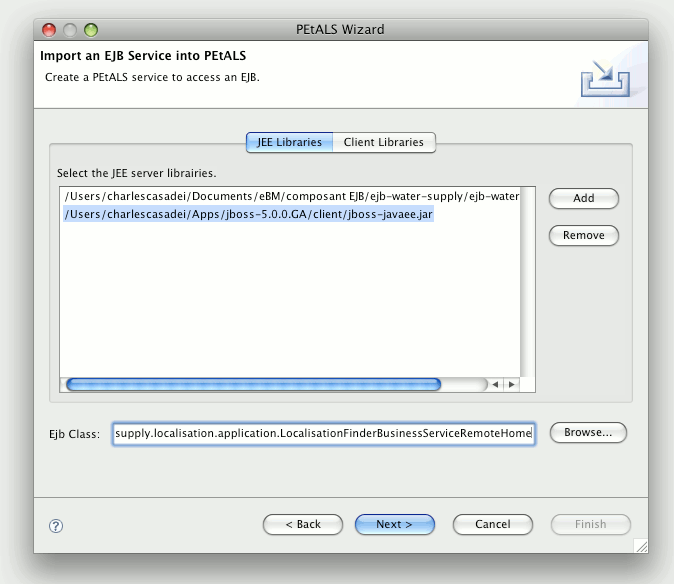 PEtALS Wizard
Import an EJB Service into PEtALS
Create a PEtALS service to access an EJB.
JEE Libraries
Client Libraries
Select the JEE server librairies.
/Users/charlescasadei/Documents/eBM/composant EJB/ejb-water-supply/ejb-water
/Users/charlescasadei/Apps/jboss-5.0.0.GA/client/jboss-javaee.jar
Add
Remove
Ejb Class:
supply.localisation.application.LocalisationFinderBusinessServiceRemoteHome
Browse...
?
< Back
Next >
Cancel
Finish